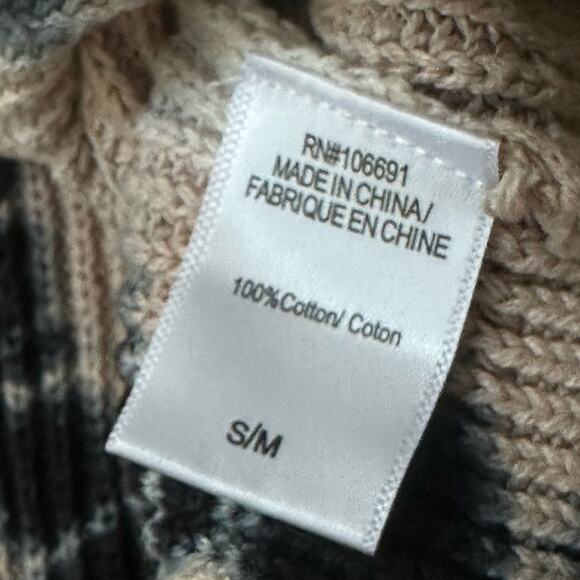 RN#106691
MADE IN CHINA/
FABRIQUE EN CHINE
100%Cotton/ Coton
S/M